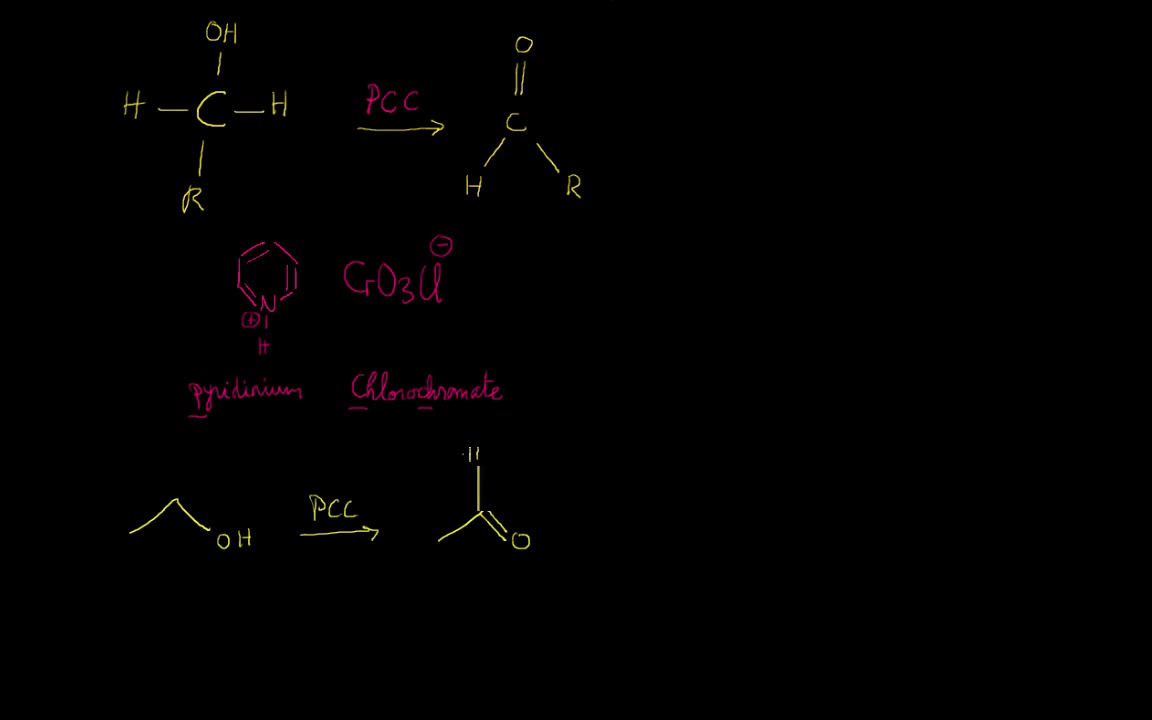 OH
O
H C H
PCC
C
R
H R
CrO3Cl ⊖
N
⊕
H
pyridinium Chlorochromate
PCC
OH
O